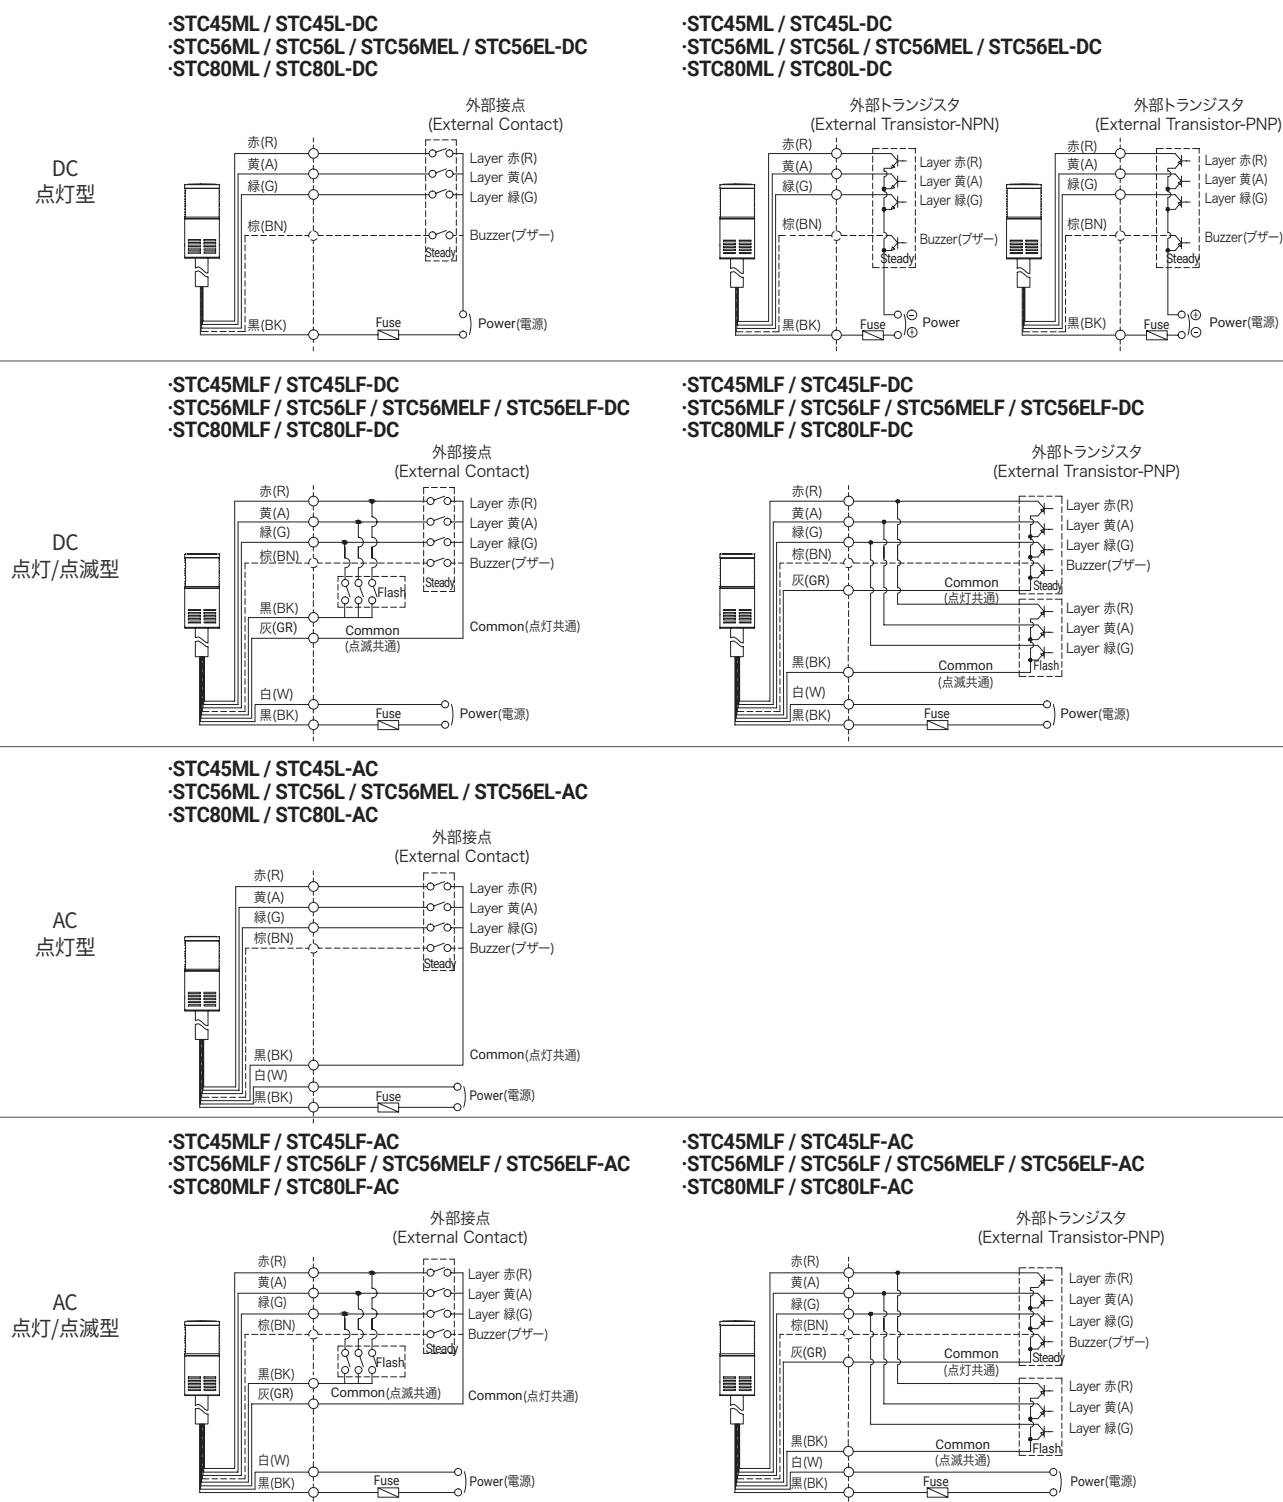 ·STC45ML / STC45L-DC
·STC56ML / STC56L / STC56MEL / STC56EL-DC
·STC80ML / STC80L-DC
·STC45ML / STC45L-DC
·STC56ML / STC56L / STC56MEL / STC56EL-DC
·STC80ML / STC80L-DC
DC
点灯型
外部接点
(External Contact)
赤(R)
黄(A)
緑(G)
棕(BN)
黒(BK)
Layer 赤(R)
Layer 黄(A)
Layer 緑(G)
Buzzer(ブザー)
Steady
Fuse
Power(電源)
外部トランジスタ
(External Transistor-NPN)
赤(R)
黄(A)
緑(G)
棕(BN)
黒(BK)
Layer 赤(R)
Layer 黄(A)
Layer 緑(G)
Buzzer(ブザー)
Steady
Fuse
Power
外部トランジスタ
(External Transistor-PNP)
赤(R)
黄(A)
緑(G)
棕(BN)
黒(BK)
Layer 赤(R)
Layer 黄(A)
Layer 緑(G)
Buzzer(ブザー)
Steady
Fuse
Power(電源)
·STC45MLF / STC45LF-DC
·STC56MLF / STC56LF / STC56MELF / STC56ELF-DC
·STC80MLF / STC80LF-DC
·STC45MLF / STC45LF-DC
·STC56MLF / STC56LF / STC56MELF / STC56ELF-DC
·STC80MLF / STC80LF-DC
DC
点灯/点滅型
外部接点
(External Contact)
赤(R)
黄(A)
緑(G)
棕(BN)
黒(BK)
灰(GR)
白(W)
黒(BK)
Layer 赤(R)
Layer 黄(A)
Layer 緑(G)
Buzzer(ブザー)
Steady
Flash
Common
(点滅共通)
Common(点灯共通)
Fuse
Power(電源)
外部トランジスタ
(External Transistor-PNP)
赤(R)
黄(A)
緑(G)
棕(BN)
灰(GR)
黒(BK)
白(W)
黒(BK)
Layer 赤(R)
Layer 黄(A)
Layer 緑(G)
Buzzer(ブザー)
Steady
Common
(点灯共通)
Layer 赤(R)
Layer 黄(A)
Layer 緑(G)
Flash
Common
(点滅共通)
Fuse
Power(電源)
·STC45ML / STC45L-AC
·STC56ML / STC56L / STC56MEL / STC56EL-AC
·STC80ML / STC80L-AC
AC
点灯型
外部接点
(External Contact)
赤(R)
黄(A)
緑(G)
棕(BN)
黒(BK)
白(W)
黒(BK)
Layer 赤(R)
Layer 黄(A)
Layer 緑(G)
Buzzer(ブザー)
Steady
Common(点灯共通)
Fuse
Power(電源)
·STC45MLF / STC45LF-AC
·STC56MLF / STC56LF / STC56MELF / STC56ELF-AC
·STC80MLF / STC80LF-AC
·STC45MLF / STC45LF-AC
·STC56MLF / STC56LF / STC56MELF / STC56ELF-AC
·STC80MLF / STC80LF-AC
AC
点灯/点滅型
外部接点
(External Contact)
赤(R)
黄(A)
緑(G)
棕(BN)
黒(BK)
灰(GR)
白(W)
黒(BK)
Layer 赤(R)
Layer 黄(A)
Layer 緑(G)
Buzzer(ブザー)
Steady
Flash
Common(点滅共通)
Common(点灯共通)
Fuse
Power(電源)
外部トランジスタ
(External Transistor-PNP)
赤(R)
黄(A)
緑(G)
棕(BN)
灰(GR)
黒(BK)
白(W)
黒(BK)
Layer 赤(R)
Layer 黄(A)
Layer 緑(G)
Buzzer(ブザー)
Steady
Common
(点灯共通)
Layer 赤(R)
Layer 黄(A)
Layer 緑(G)
Flash
Common
(点滅共通)
Fuse
Power(電源)